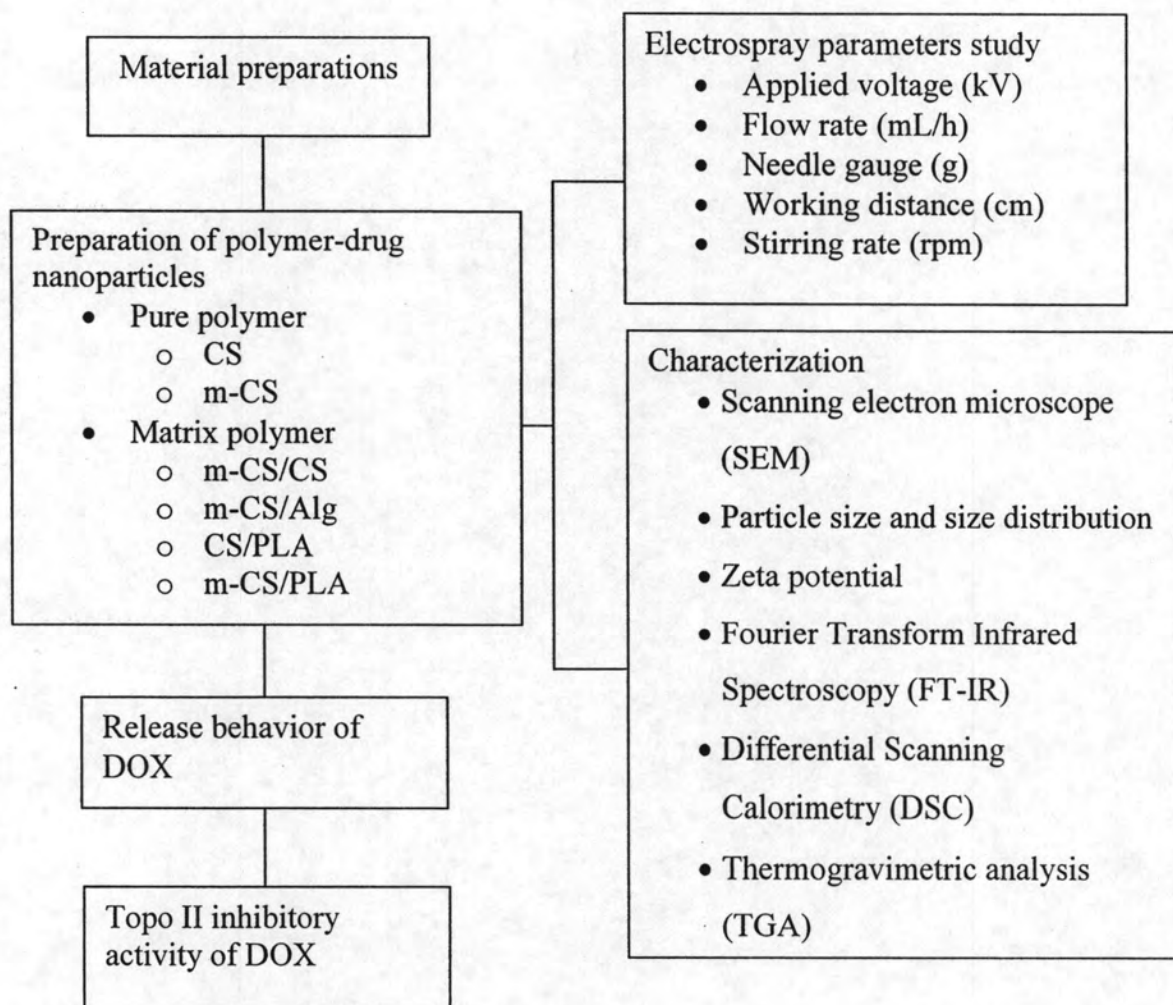 Material preparations
Preparation of polymer-drug
nanoparticles
• Pure polymer
o CS
o m-CS
• Matrix polymer
o m-CS/CS
o m-CS/Alg
o CS/PLA
o m-CS/PLA
Release behavior of
DOX
Topo II inhibitory
activity of DOX
Electrospray parameters study
• Applied voltage (kV)
• Flow rate (mL/h)
• Needle gauge (g)
• Working distance (cm)
• Stirring rate (rpm)
Characterization
• Scanning electron microscope
(SEM)
• Particle size and size distribution
• Zeta potential
• Fourier Transform Infrared
Spectroscopy (FT-IR)
• Differential Scanning
Calorimetry (DSC)
• Thermogravimetric analysis
(TGA)